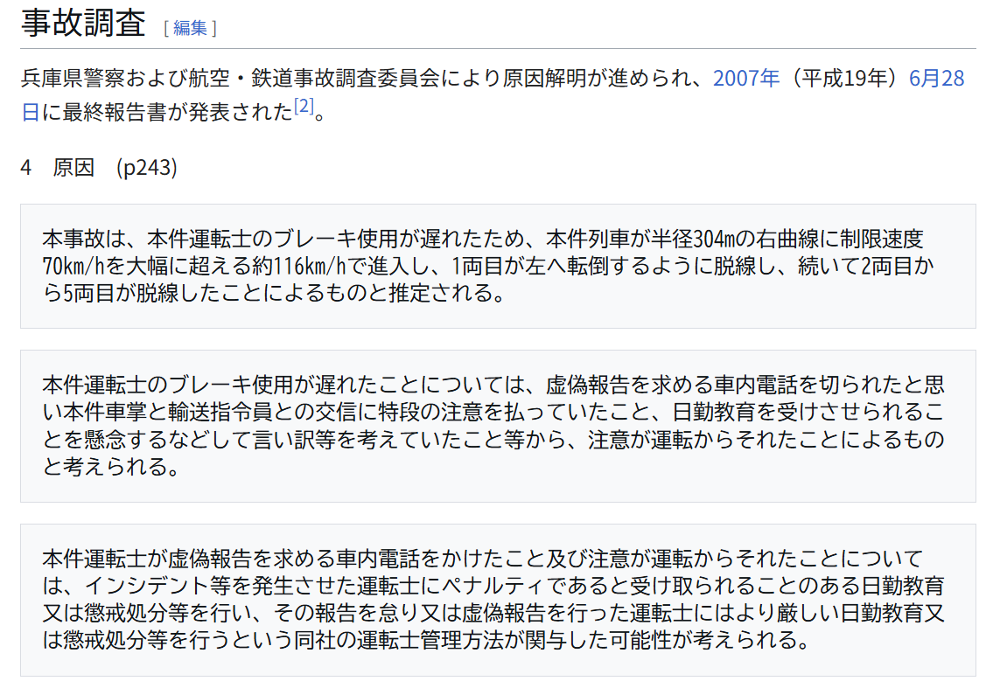 事故調査 [編集]
兵庫県警察および航空・鉄道事故調査委員会により原因解明が進められ、2007年（平成19年）6月28
日に最終報告書が発表された[2]。
4　原因　(p243)
本事故は、本件運転士のブレーキ使用が遅れたため、本件列車が半径304mの右曲線に制限速度
70km/hを大幅に超える約116km/hで進入し、1両目が左へ転倒するように脱線し、続いて2両目か
ら5両目が脱線したことによるものと推定される。
本件運転士のブレーキ使用が遅れたことについては、虚偽報告を求める車内電話を切られたと思
い本件車掌と輸送指令員との交信に特段の注意を払っていたこと、日勤教育を受けさせられるこ
とを懸念するなどして言い訳等を考えていたこと等から、注意が運転からそれたことによるもの
と考えられる。
本件運転士が虚偽報告を求める車内電話をかけたこと及び注意が運転からそれたことについて
は、インシデント等を発生させた運転士にペナルティであると受け取られることのある日勤教育
又は懲戒処分等を行い、その報告を怠り又は虚偽報告を行った運転士にはより厳しい日勤教育又
は懲戒処分等を行うという同社の運転士管理方法が関与した可能性が考えられる。